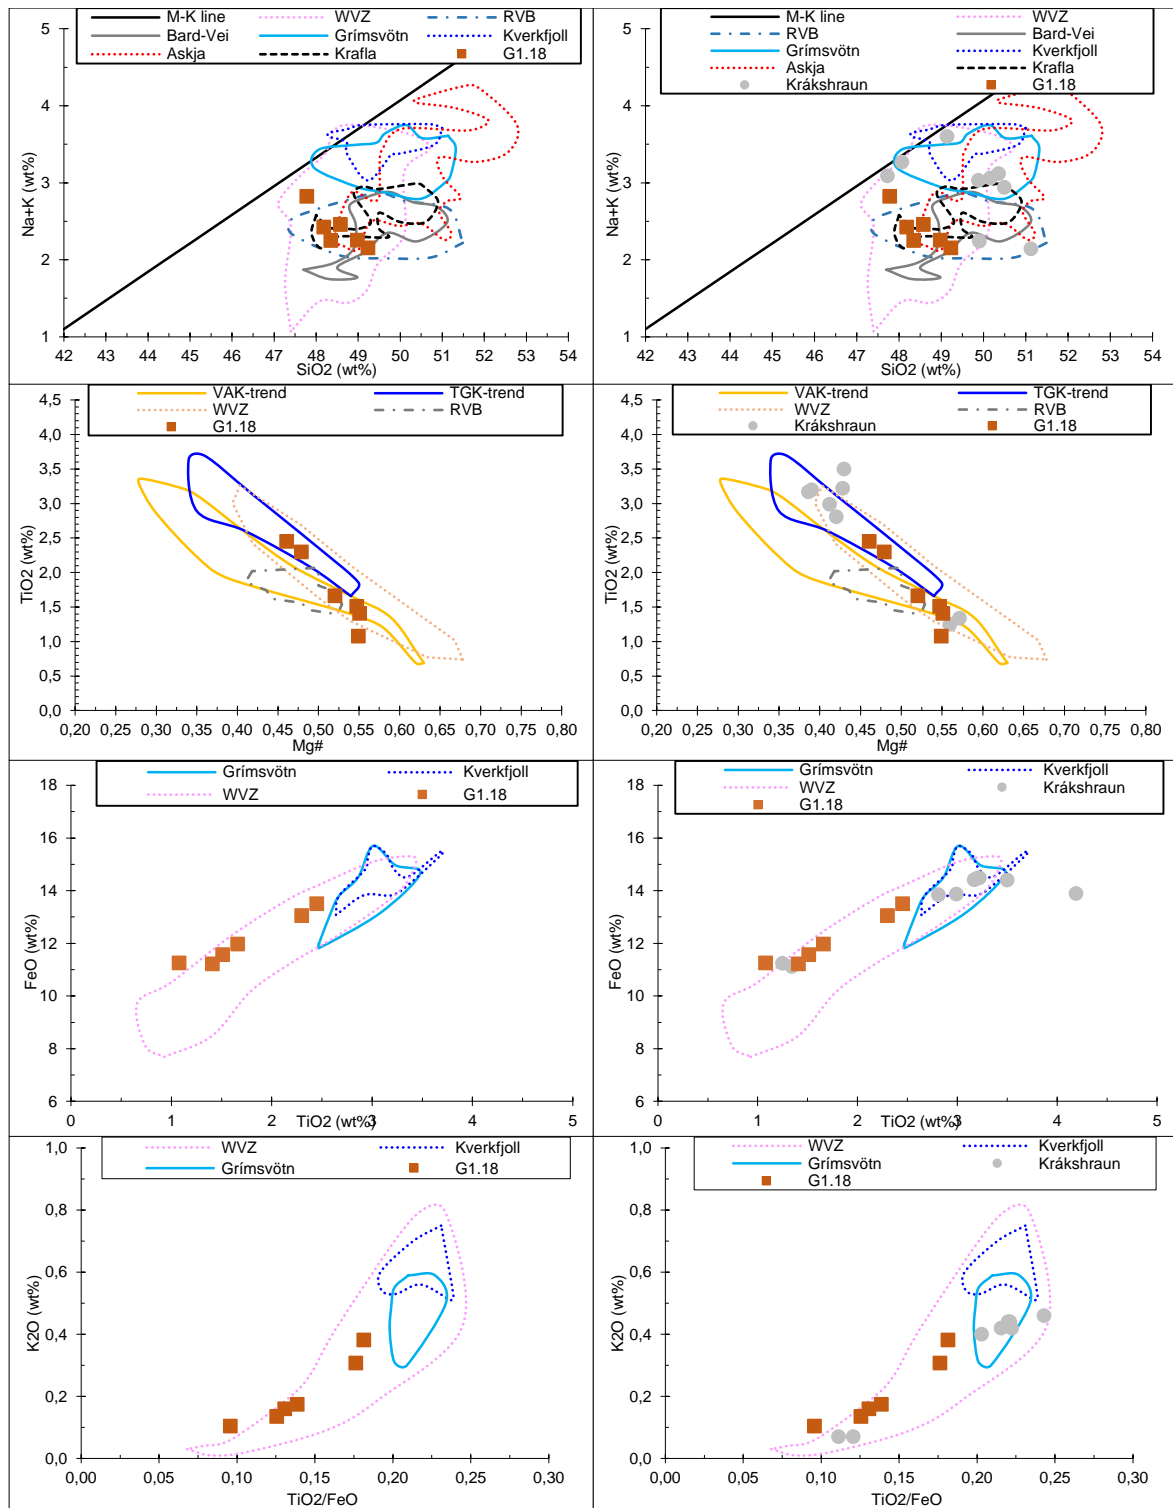 M-K line WVZ RVB
Bard-Vei Grímsvötn Kverkfjoll
Askja Krafla G1.18
5
4
3
2
1
Na+K (wt%)
42 43 44 45 46 47 48 49 50 51 52 53 54
SiO2 (wt%)
M-K line WVZ
RVB Bard-Vei
Grímsvötn Kverkfjoll
Askja Krafla
Krákshraun G1.18
5
4
3
2
1
Na+K (wt%)
42 43 44 45 46 47 48 49 50 51 52 53 54
SiO2 (wt%)
VAK-trend TGK-trend
WVZ RVB
G1.18
4,5
4,0
3,5
3,0
2,5
2,0
1,5
1,0
0,5
0,0
TiO2 (wt%)
0,20 0,25 0,30 0,35 0,40 0,45 0,50 0,55 0,60 0,65 0,70 0,75 0,80
Mg#
VAK-trend TGK-trend
WVZ RVB
Krákshraun G1.18
4,5
4,0
3,5
3,0
2,5
2,0
1,5
1,0
0,5
0,0
TiO2 (wt%)
0,20 0,25 0,30 0,35 0,40 0,45 0,50 0,55 0,60 0,65 0,70 0,75 0,80
Mg#
Grímsvötn Kverkfjoll
WVZ G1.18
18
16
14
12
10
8
6
FeO (wt%)
0 1 2 3 4 5
TiO2 (wt%)
Grímsvötn Kverkfjoll
WVZ Krákshraun
G1.18
18
16
14
12
10
8
6
FeO (wt%)
0 1 2 3 4 5
TiO2 (wt%)
WVZ Kverkfjoll
Grímsvötn G1.18
1,0
0,8
0,6
0,4
0,2
0,0
K2O (wt%)
0,00 0,05 0,10 0,15 0,20 0,25 0,30
TiO2/FeO
WVZ Kverkfjoll
Grímsvötn Krákshraun
G1.18
1,0
0,8
0,6
0,4
0,2
0,0
K2O (wt%)
0,00 0,05 0,10 0,15 0,20 0,25 0,30
TiO2/FeO